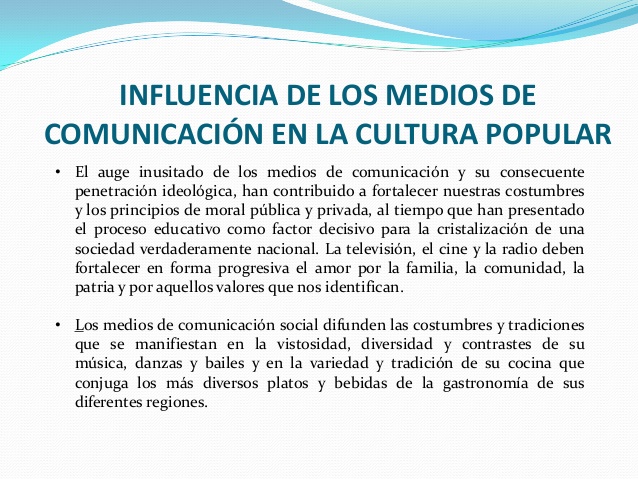 INFLUENCIA DE LOS MEDIOS DE
COMUNICACIÓN EN LA CULTURA POPULAR
• El auge inusitado de los medios de comunicación y su consecuente
penetración ideológica, han contribuido a fortalecer nuestras costumbres
y los principios de moral pública y privada, al tiempo que han presentado
el proceso educativo como factor decisivo para la cristalización de una
sociedad verdaderamente nacional. La televisión, el cine y la radio deben
fortalecer en forma progresiva el amor por la familia, la comunidad, la
patria y por aquellos valores que nos identifican.
• Los medios de comunicación social difunden las costumbres y tradiciones
que se manifiestan en la vistosidad, diversidad y contrastes de su
música, danzas y bailes y en la variedad y tradición de su cocina que
conjuga los más diversos platos y bebidas de la gastronomía de sus
diferentes regiones.